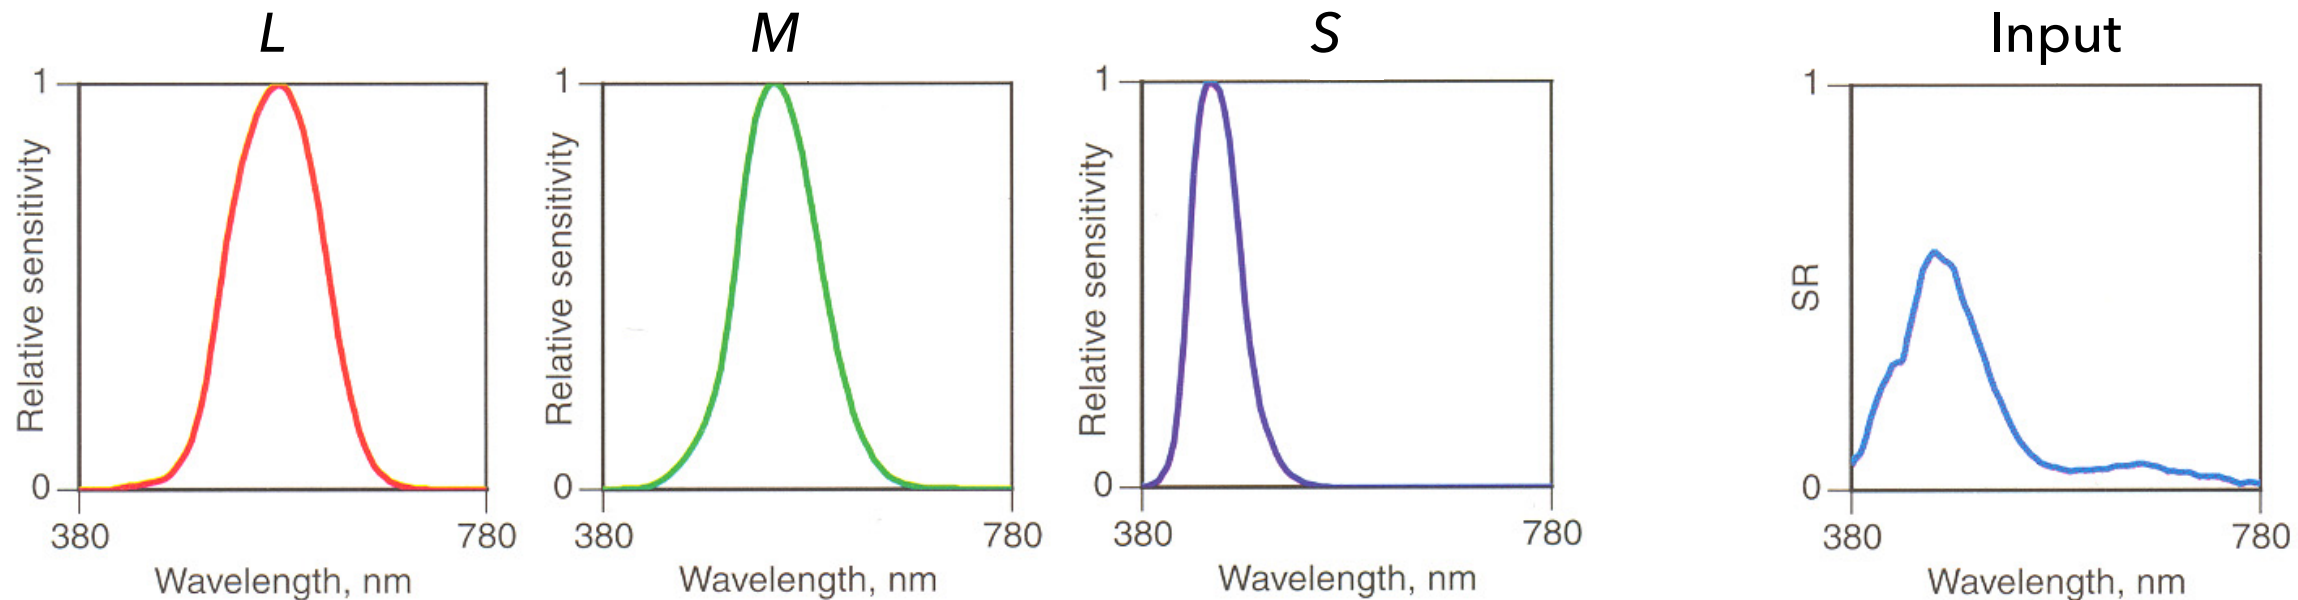 L
M
S
Input
1
Relative sensitivity
0
380
780
Wavelength, nm
1
Relative sensitivity
0
380
780
Wavelength, nm
1
Relative sensitivity
0
380
780
Wavelength, nm
1
SR
0
380
780
Wavelength, nm